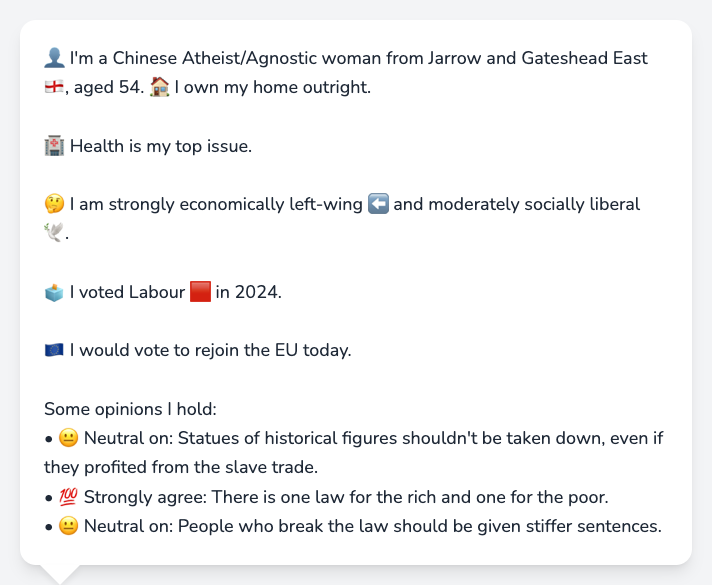 👤 I'm a Chinese Atheist/Agnostic woman from Jarrow and Gateshead East
🏴󠁧󠁢󠁥󠁮󠁧󠁿, aged 54. 🏠 I own my home outright.
🏥 Health is my top issue.
🤔 I am strongly economically left-wing ⬅️ and moderately socially liberal
🕊️.
🗳️ I voted Labour 🟥 in 2024.
🇪🇺 I would vote to rejoin the EU today.
Some opinions I hold:
• 😐 Neutral on: Statues of historical figures shouldn't be taken down, even if
they profited from the slave trade.
• 💯 Strongly agree: There is one law for the rich and one for the poor.
• 😐 Neutral on: People who break the law should be given stiffer sentences.